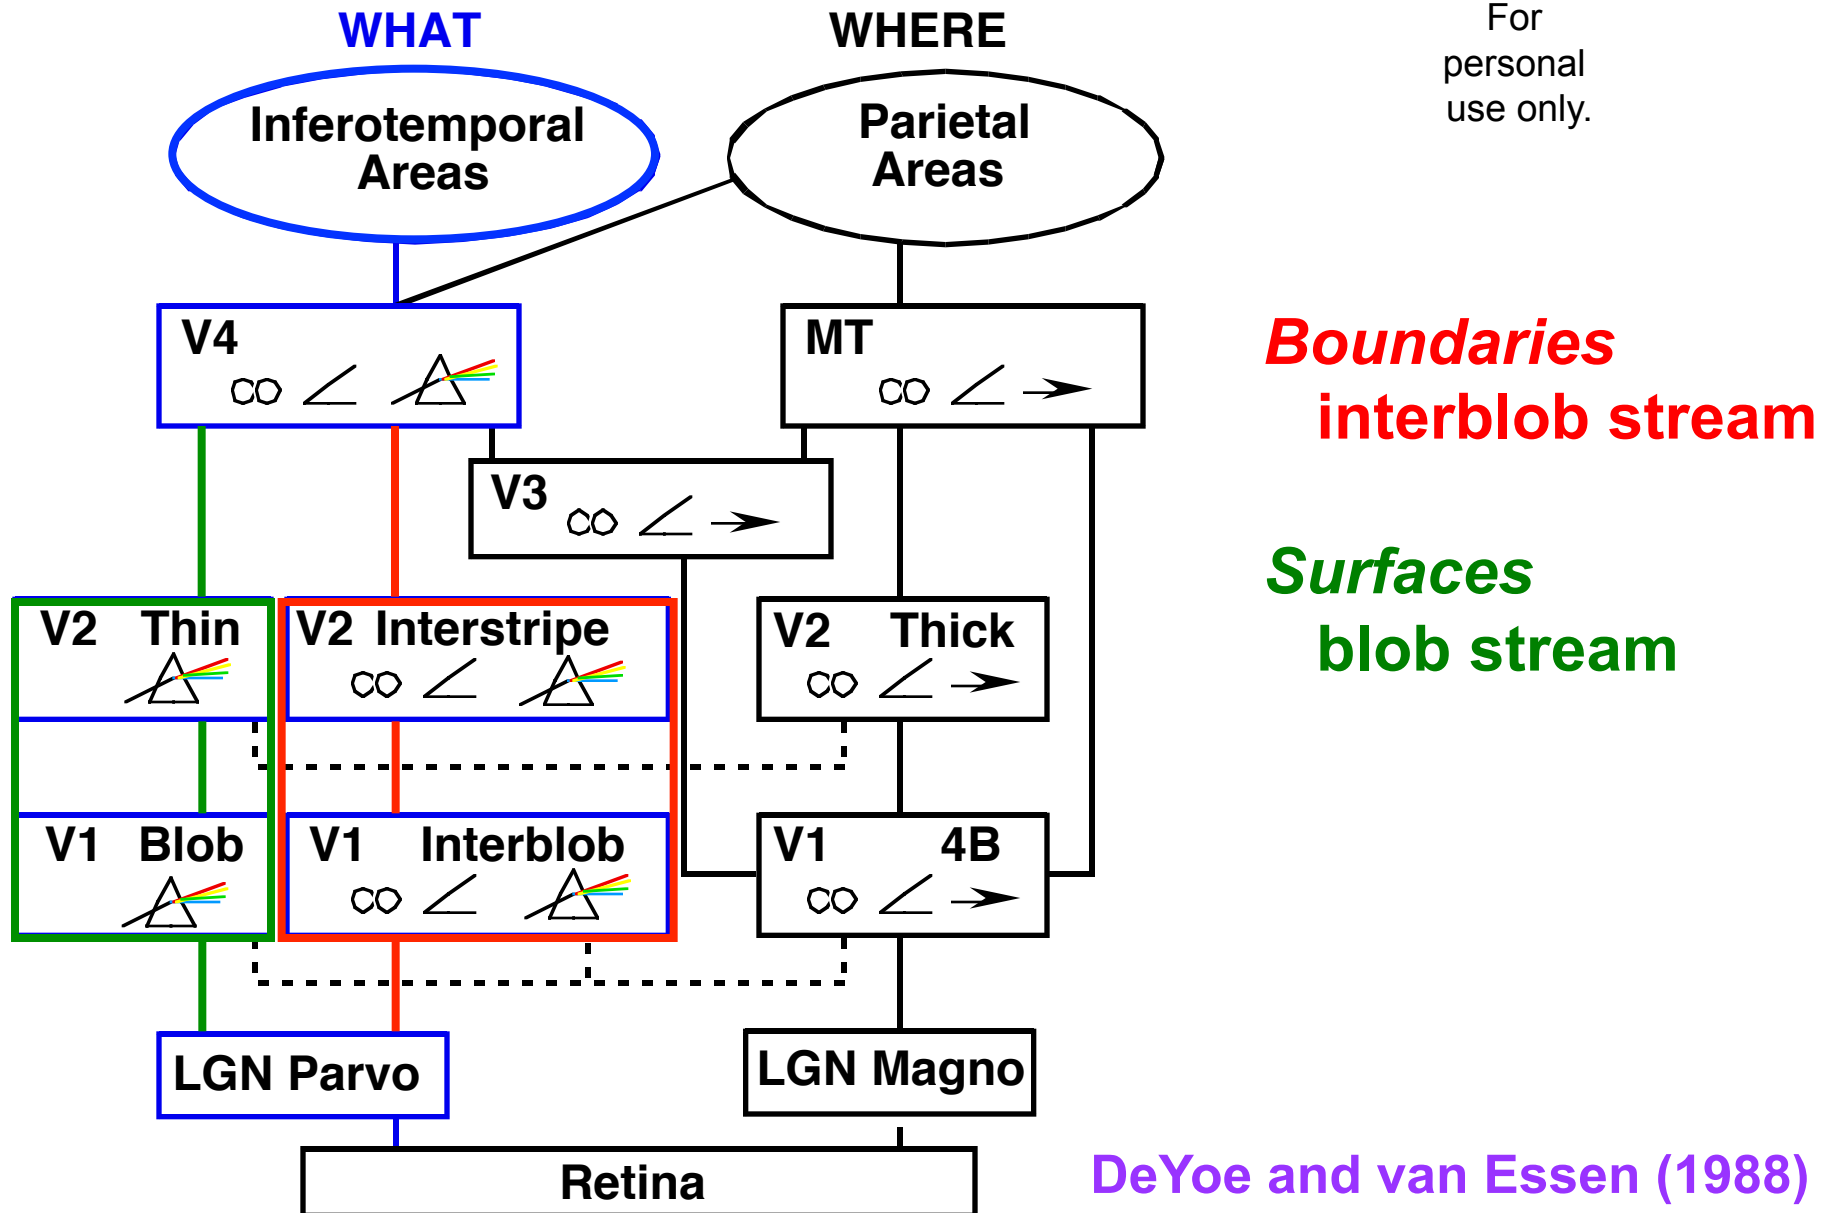 WHAT
WHERE
For
personal
use only.
Inferotemporal
Areas
Parietal
Areas
V4
MT
Boundaries
interblob stream
V3
Surfaces
blob stream
V2 Thin
V2 Interstripe
V2 Thick
V1 Blob
V1 Interblob
V1 4B
LGN Parvo
LGN Magno
Retina
DeYoe and van Essen (1988)